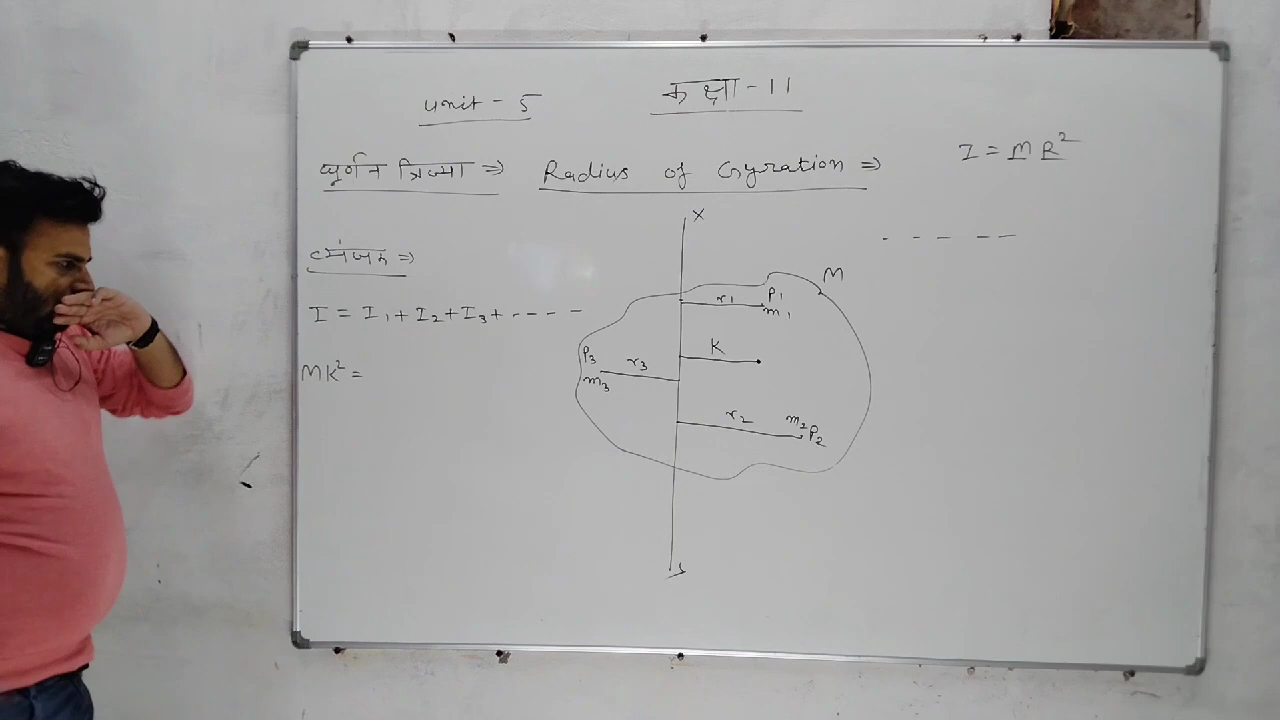 unit - 5
कक्षा - 11
घूर्णन त्रिज्या ⇒ Radius of Gyration ⇒
I = MR²
व्यंजक ⇒
I = I₁ + I₂ + I₃ + - - - -
MK² =
X
M
r₁ P₁ m₁
K
P₃ m₃ r₃
r₂ m₂ P₂
- - - - -